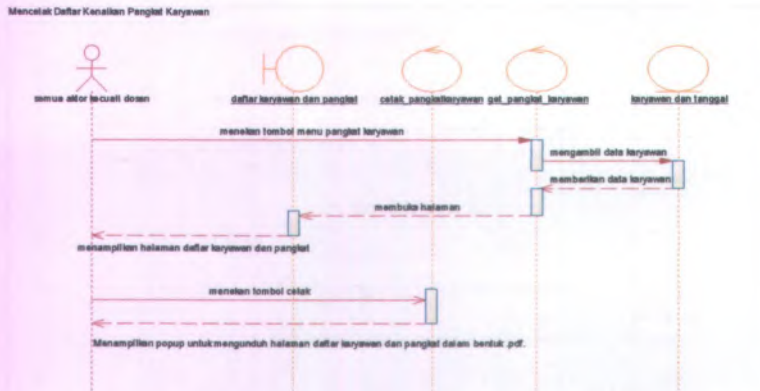 Mencetak Daftar Kenaikan Pangkat Karyawan
semua aktor kecuali dosen
daftar karyawan dan pangkat
cetak_pangkatkaryawan
get_pangkat_karyawan
karyawan dan tanggal
menekan tombol menu pangkat karyawan
mengambil data karyawan
memberikan data karyawan
membuka halaman
menampilkan halaman daftar karyawan dan pangkat
menekan tombol cetak
Menampilkan popup untuk mengunduh halaman daftar karyawan dan pangkat dalam bentuk .pdf.